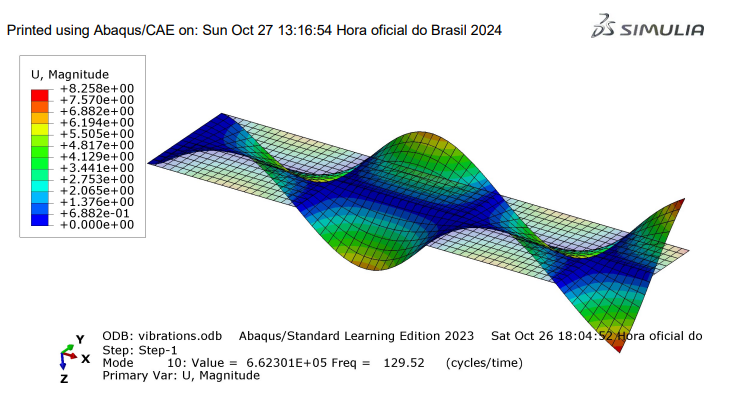 Printed using Abaqus/CAE on: Sun Oct 27 13:16:54 Hora oficial do Brasil 2024
SIMULIA
U, Magnitude
+8.258e+00
+7.570e+00
+6.882e+00
+6.194e+00
+5.505e+00
+4.817e+00
+4.129e+00
+3.441e+00
+2.753e+00
+2.065e+00
+1.376e+00
+6.882e-01
+0.000e+00
ODB: vibrations.odb Abaqus/Standard Learning Edition 2023 Sat Oct 26 18:04:52 Hora oficial do
Step: Step-1
Mode 10: Value = 6.62301E+05 Freq = 129.52 (cycles/time)
Primary Var: U, Magnitude
Y
X
Z